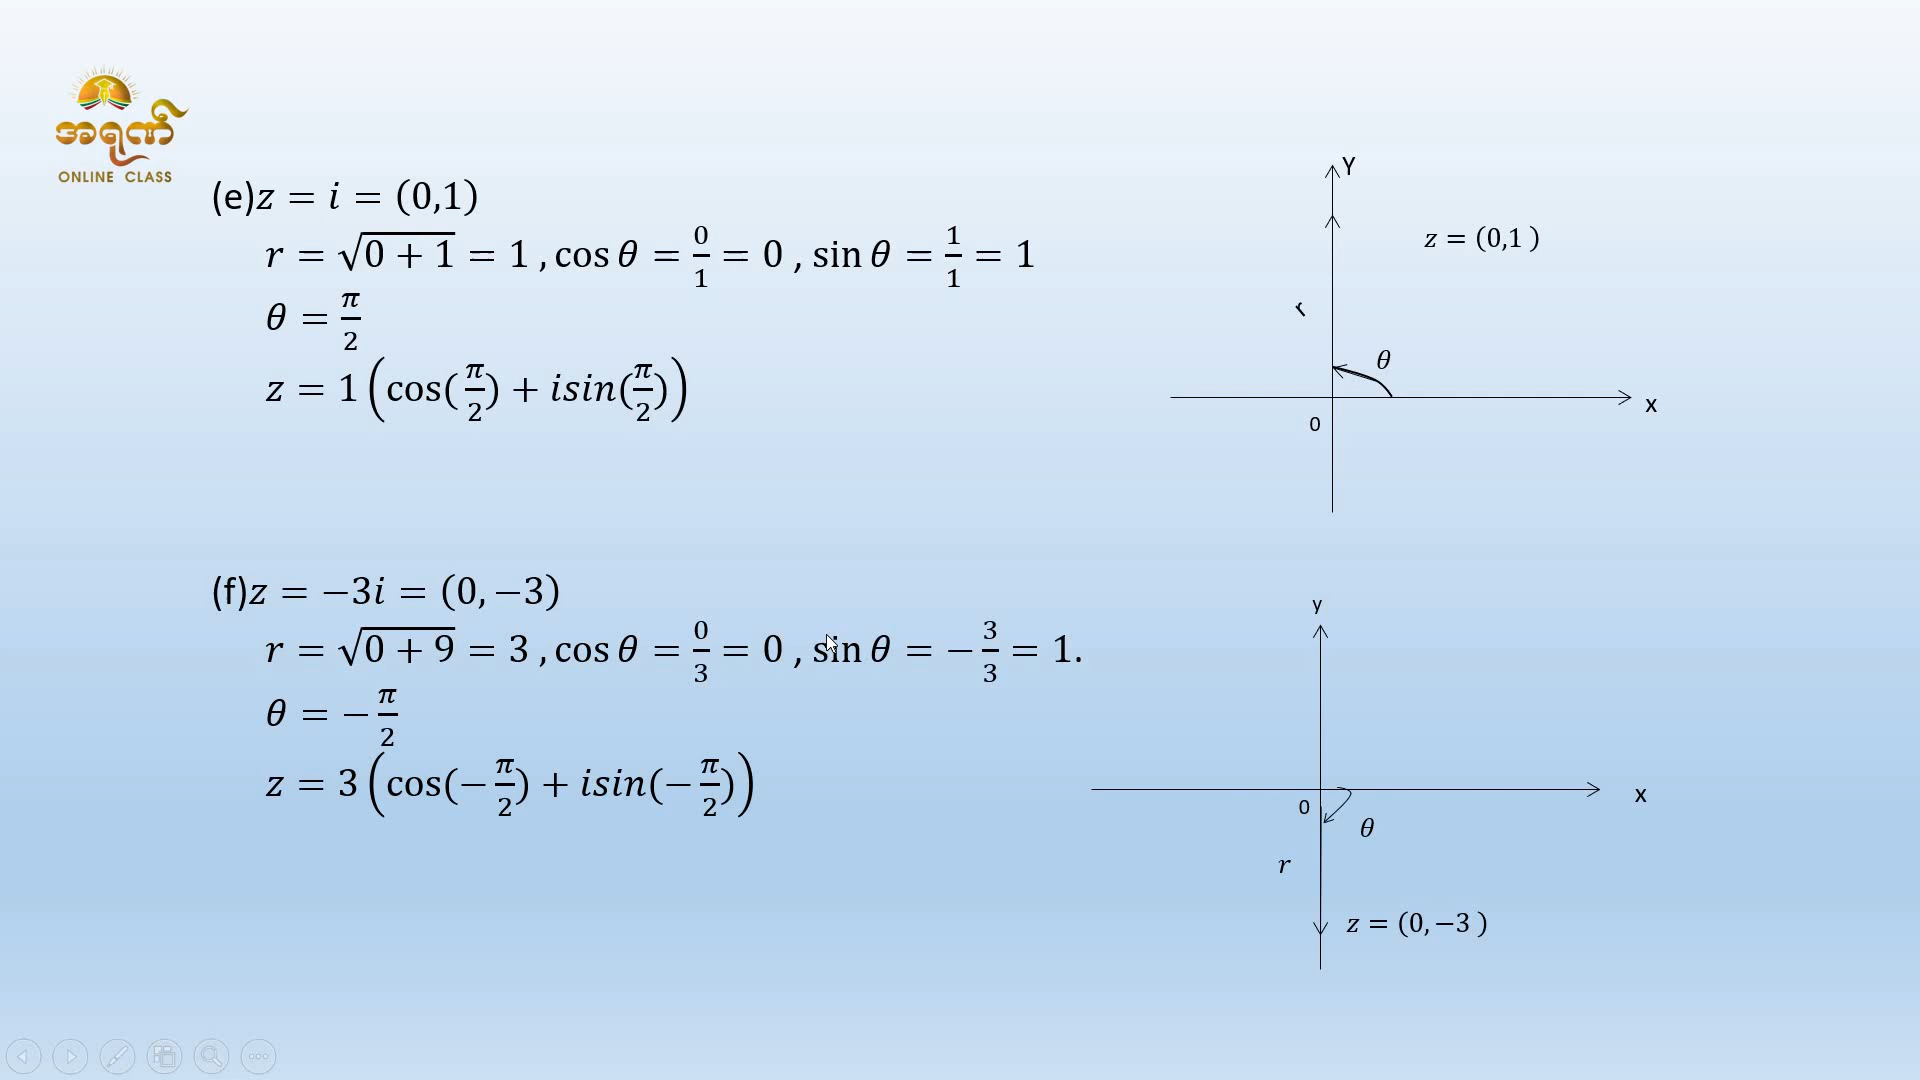 အရုဏ်
ONLINE CLASS
(e)z = i = (0,1)
r = √(0 + 1) = 1 , cos θ = 0/1 = 0 , sin θ = 1/1 = 1
θ = π/2
z = 1 (cos( π/2) + isin(π/2))
Y
z = (0,1 )
r
θ
x
0
(f)z = −3i = (0, −3)
r = √(0 + 9) = 3 , cos θ = 0/3 = 0 , sin θ = − 3/3 = 1.
θ = − π/2
z = 3 (cos(− π/2) + isin(− π/2))
y
x
0
θ
r
z = (0, −3 )